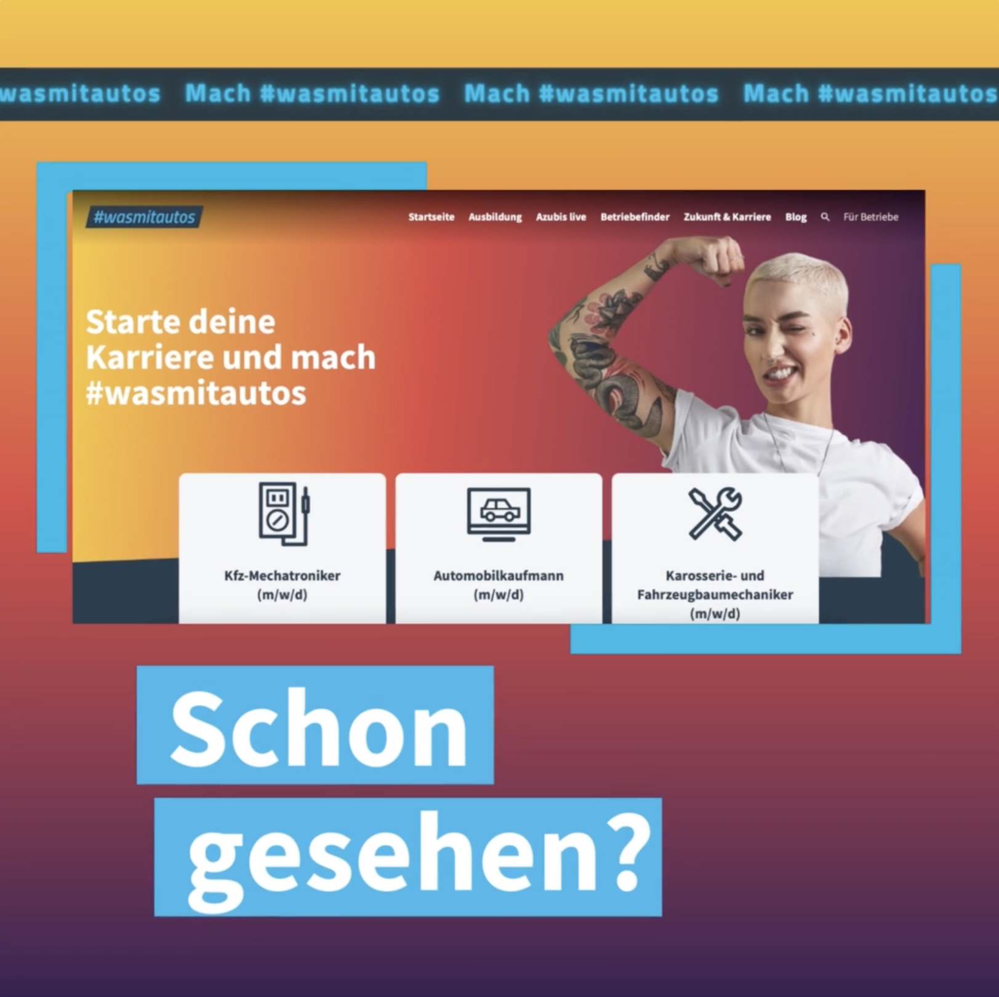 wasmitautos Mach #wasmitautos Mach #wasmitautos Mach #wasmitautos
#wasmitautos
Startseite Ausbildung Azubis live Betriebefinder Zukunft & Karriere Blog Für Betriebe
Starte deine
Karriere und mach
#wasmitautos
Kfz-Mechatroniker
(m/w/d)
Automobilkaufmann
(m/w/d)
Karosserie- und
Fahrzeugbaumechaniker
(m/w/d)
Schon
gesehen?